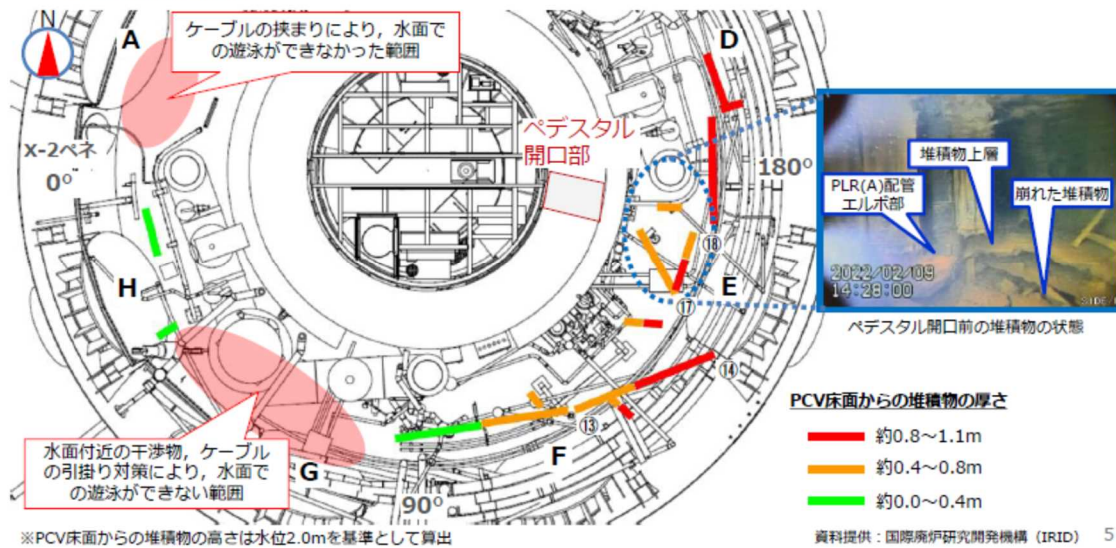 N
A
ケーブルの挟まりにより，水面で
の遊泳ができなかった範囲
D
ペデスタル
開口部
X-2ペネ
0°
180°
堆積物上層
PLR(A)配管
エルボ部
崩れた堆積物
2022/02/09
14:28:00
ペデスタル開口前の堆積物の状態
⑱
E
H
⑰
⑭
⑬
F
G
90°
水面付近の干渉物，ケーブル
の引掛り対策により，水面で
の遊泳ができない範囲
PCV床面からの堆積物の厚さ
約0.8～1.1m
約0.4～0.8m
約0.0～0.4m
※PCV床面からの堆積物の高さは水位2.0mを基準として算出
資料提供：国際廃炉研究開発機構（IRID）
5